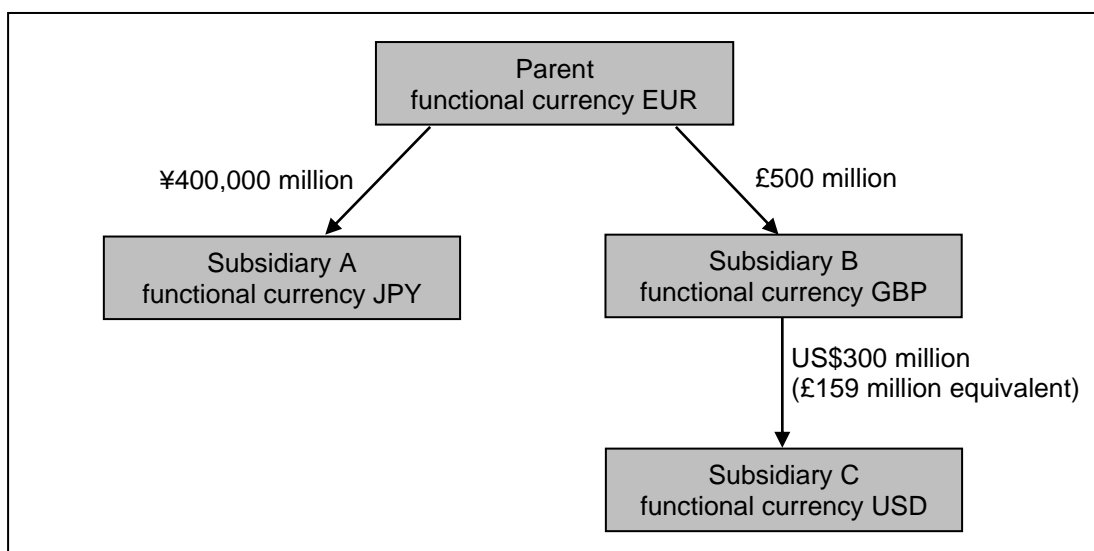 Parent
functional currency EUR
¥400,000 million
£500 million
Subsidiary A
functional currency JPY
Subsidiary B
functional currency GBP
US$300 million
(£159 million equivalent)
Subsidiary C
functional currency USD